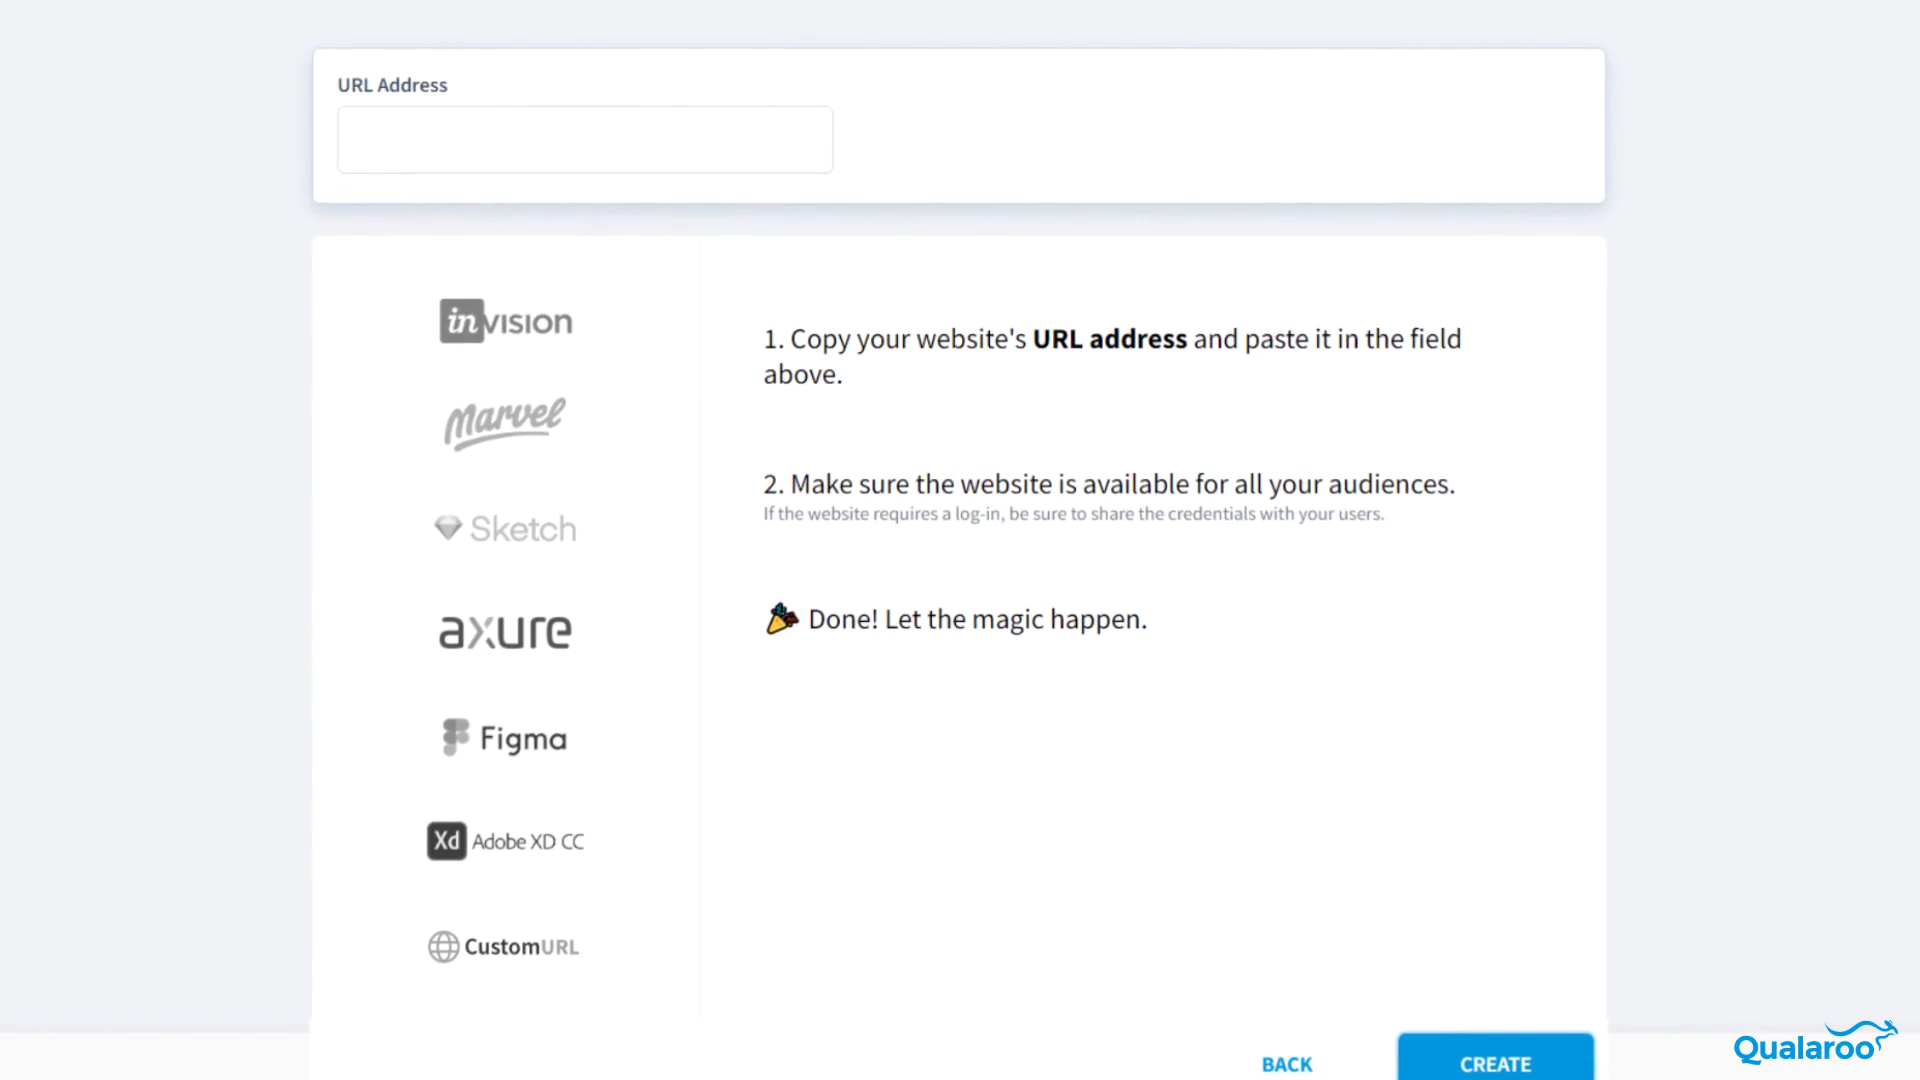 URL Address
invision
Marvel
Sketch
axure
Figma
Xd Adobe XD CC
CustomURL
1. Copy your website's URL address and paste it in the field
above.
2. Make sure the website is available for all your audiences.
If the website requires a log-in, be sure to share the credentials with your users.
Done! Let the magic happen.
BACK
CREATE
Qualaroo